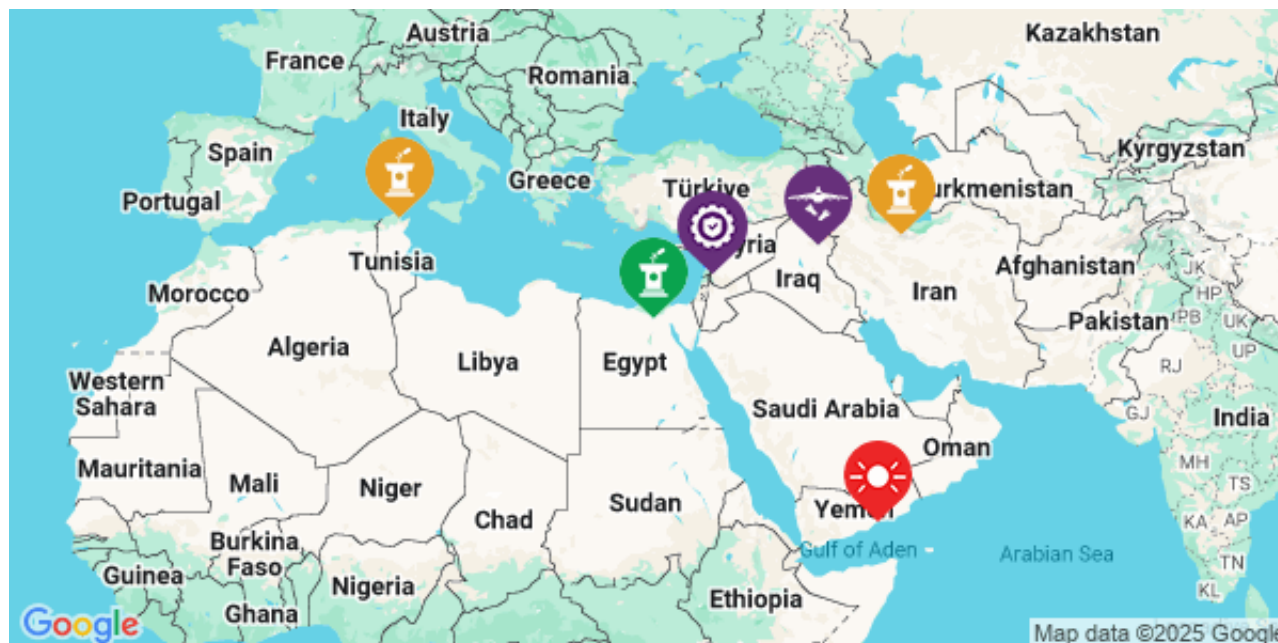 Austria
Kazakhstan
France
Romania
Italy
Spain
Kyrgyzstan
Portugal
Greece
Türkiye
urkmenistan
Tunisia
yria
Morocco
Iraq
Afghanistan
JK
Iran
HP
Algeria
Libya
Egypt
Pakistan
PB
UK
UP
RJ
Western
Sahara
Saudi Arabia
GJ
India
Oman
Mauritania
Mali
Niger
Sudan
MH
TS
Chad
Yemen
KA
AP
Burkina
Faso
Gulf of Aden
Arabian Sea
TN
Guinea
Nigeria
KL
Ghana
Ethiopia
Google
Map data ©2025 Google